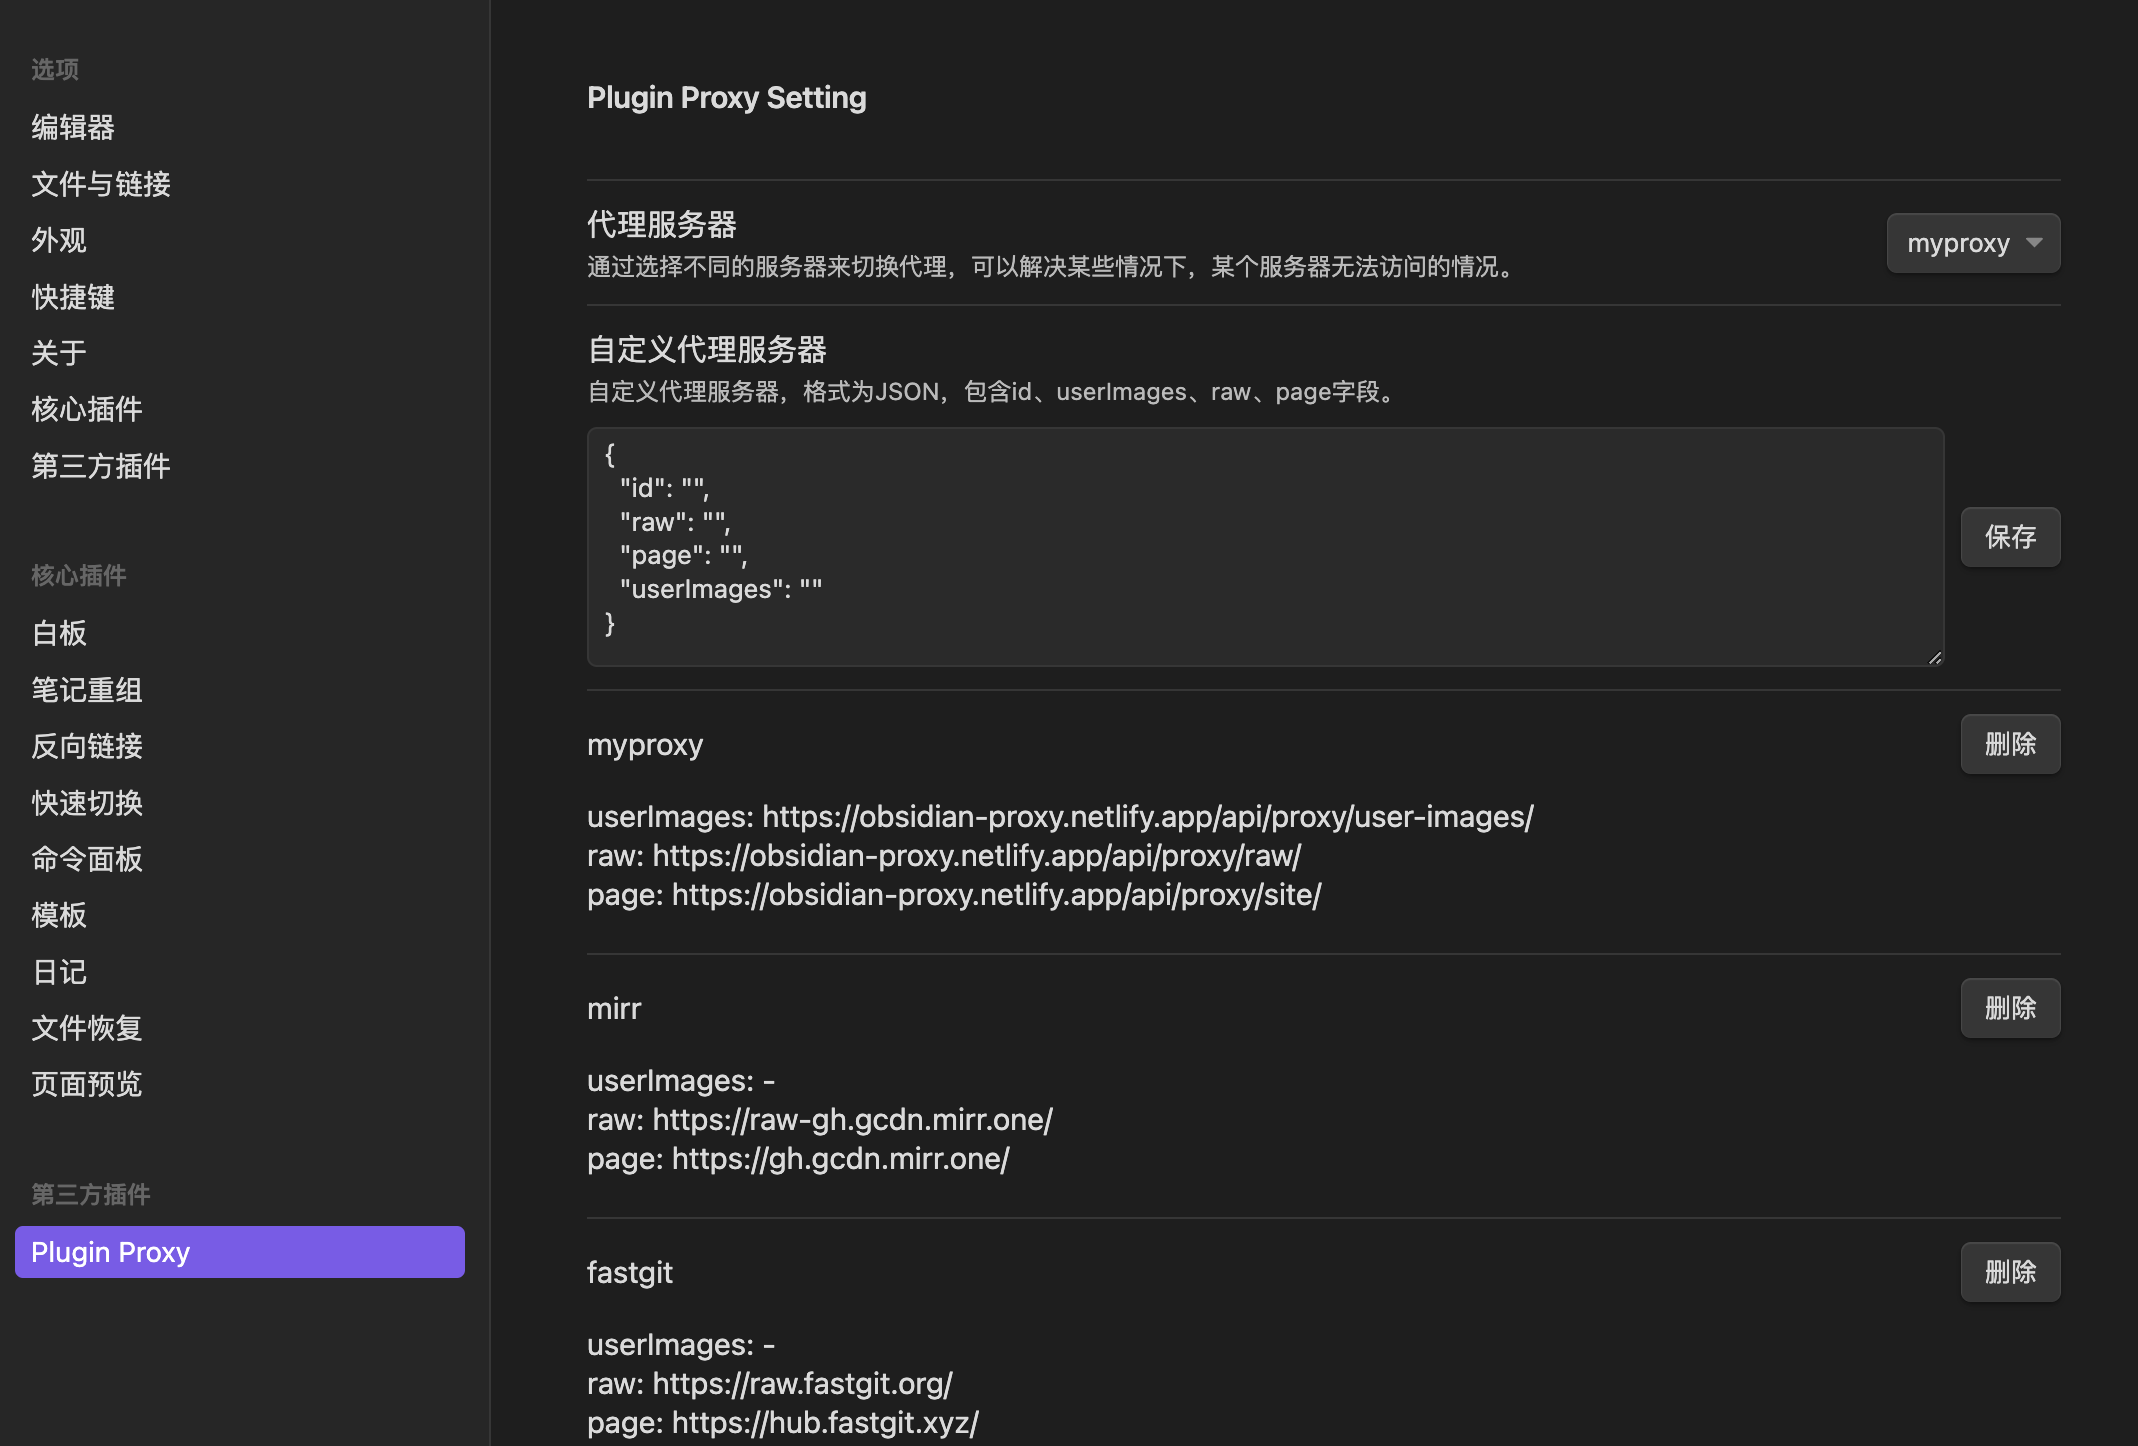 选项
编辑器
文件与链接
外观
快捷键
关于
核心插件
第三方插件
核心插件
白板
笔记重组
反向链接
快速切换
命令面板
模板
日记
文件恢复
页面预览
第三方插件
Plugin Proxy
Plugin Proxy Setting
代理服务器
通过选择不同的服务器来切换代理，可以解决某些情况下，某个服务器无法访问的情况。
myproxy
自定义代理服务器
自定义代理服务器，格式为JSON，包含id、userImages、raw、page字段。
{
"id": "",
"raw": "",
"page": "",
"userImages": ""
}
保存
myproxy
删除
userImages: https://obsidian-proxy.netlify.app/api/proxy/user-images/
raw: https://obsidian-proxy.netlify.app/api/proxy/raw/
page: https://obsidian-proxy.netlify.app/api/proxy/site/
mirr
删除
userImages: -
raw: https://raw-gh.gcdn.mirr.one/
page: https://gh.gcdn.mirr.one/
fastgit
删除
userImages: -
raw: https://raw.fastgit.org/
page: https://hub.fastgit.xyz/